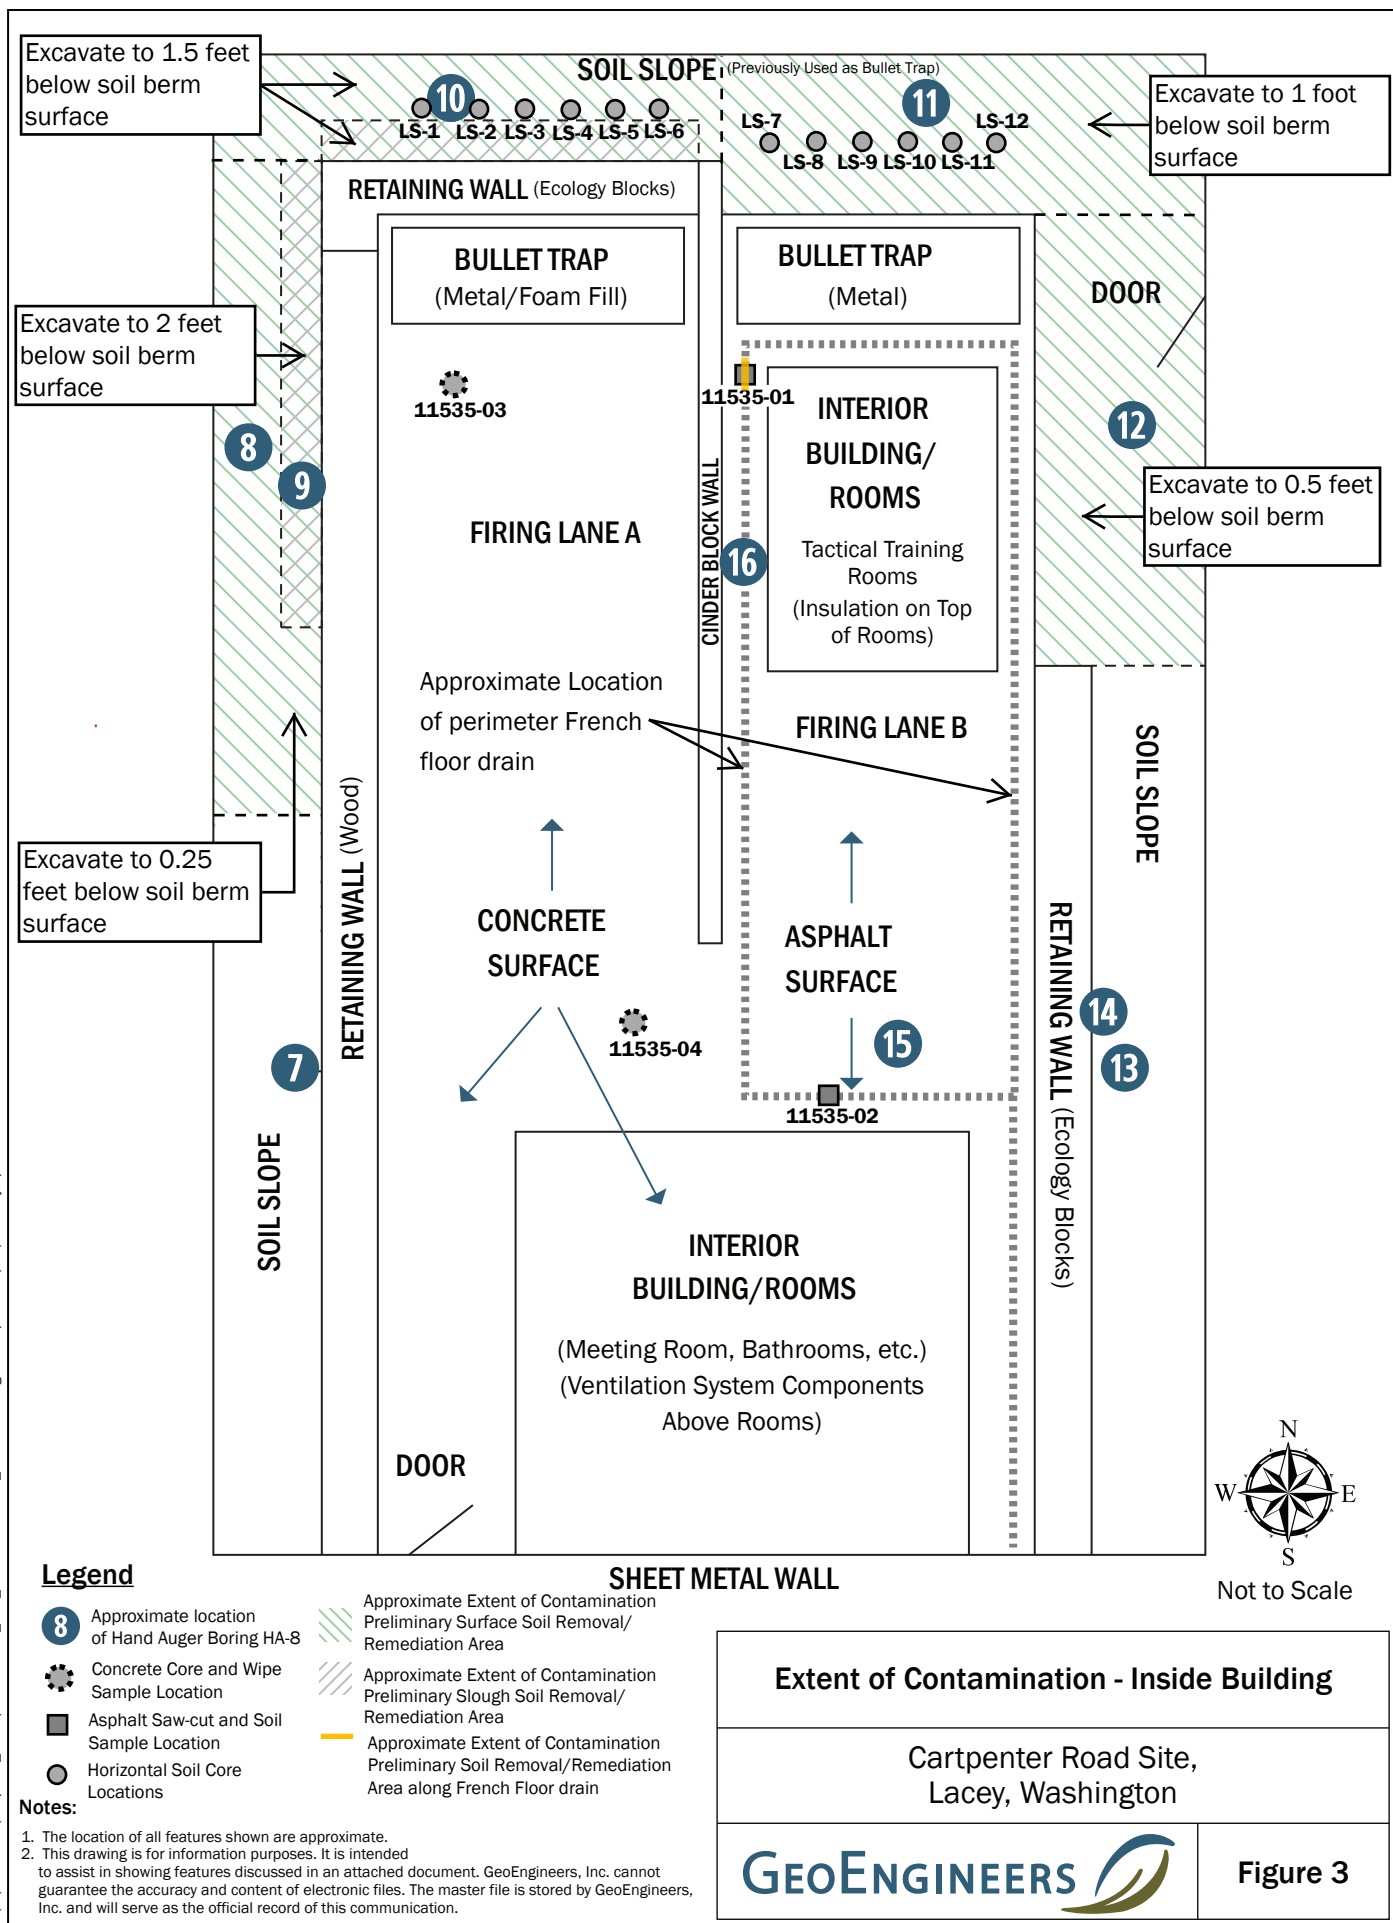 Excavate to 1.5 feet
below soil berm
surface
SOIL SLOPE (Previously Used as Bullet Trap)
Excavate to 1 foot
below soil berm
surface
10
11
LS-1 LS-2 LS-3 LS-4 LS-5 LS-6
LS-7
LS-8 LS-9 LS-10 LS-11
LS-12
RETAINING WALL (Ecology Blocks)
BULLET TRAP
(Metal/Foam Fill)
BULLET TRAP
(Metal)
DOOR
Excavate to 2 feet
below soil berm
surface
11535-03
11535-01
8
9
12
INTERIOR
BUILDING/
ROOMS
Tactical Training
Rooms
(Insulation on Top
of Rooms)
Excavate to 0.5 feet
below soil berm
surface
FIRING LANE A
CINDER BLOCK WALL
16
Approximate Location
of perimeter French
floor drain
FIRING LANE B
SOIL SLOPE
Excavate to 0.25
feet below soil berm
surface
RETAINING WALL (Wood)
CONCRETE
SURFACE
ASPHALT
SURFACE
RETAINING WALL (Ecology Blocks)
14
13
15
7
11535-04
11535-02
SOIL SLOPE
INTERIOR
BUILDING/ROOMS
(Meeting Room, Bathrooms, etc.)
(Ventilation System Components
Above Rooms)
DOOR
SHEET METAL WALL
N
W
E
S
Not to Scale
Legend
8
Approximate location
of Hand Auger Boring HA-8
Concrete Core and Wipe
Sample Location
Asphalt Saw-cut and Soil
Sample Location
Horizontal Soil Core
Locations
Approximate Extent of Contamination
Preliminary Surface Soil Removal/
Remediation Area
Approximate Extent of Contamination
Preliminary Slough Soil Removal/
Remediation Area
Approximate Extent of Contamination
Preliminary Soil Removal/Remediation
Area along French Floor drain
Notes:
1. The location of all features shown are approximate.
2. This drawing is for information purposes. It is intended
to assist in showing features discussed in an attached document. GeoEngineers, Inc. cannot
guarantee the accuracy and content of electronic files. The master file is stored by GeoEngineers,
Inc. and will serve as the official record of this communication.
Extent of Contamination - Inside Building
Cartpenter Road Site,
Lacey, Washington
GEOENGINEERS
Figure 3